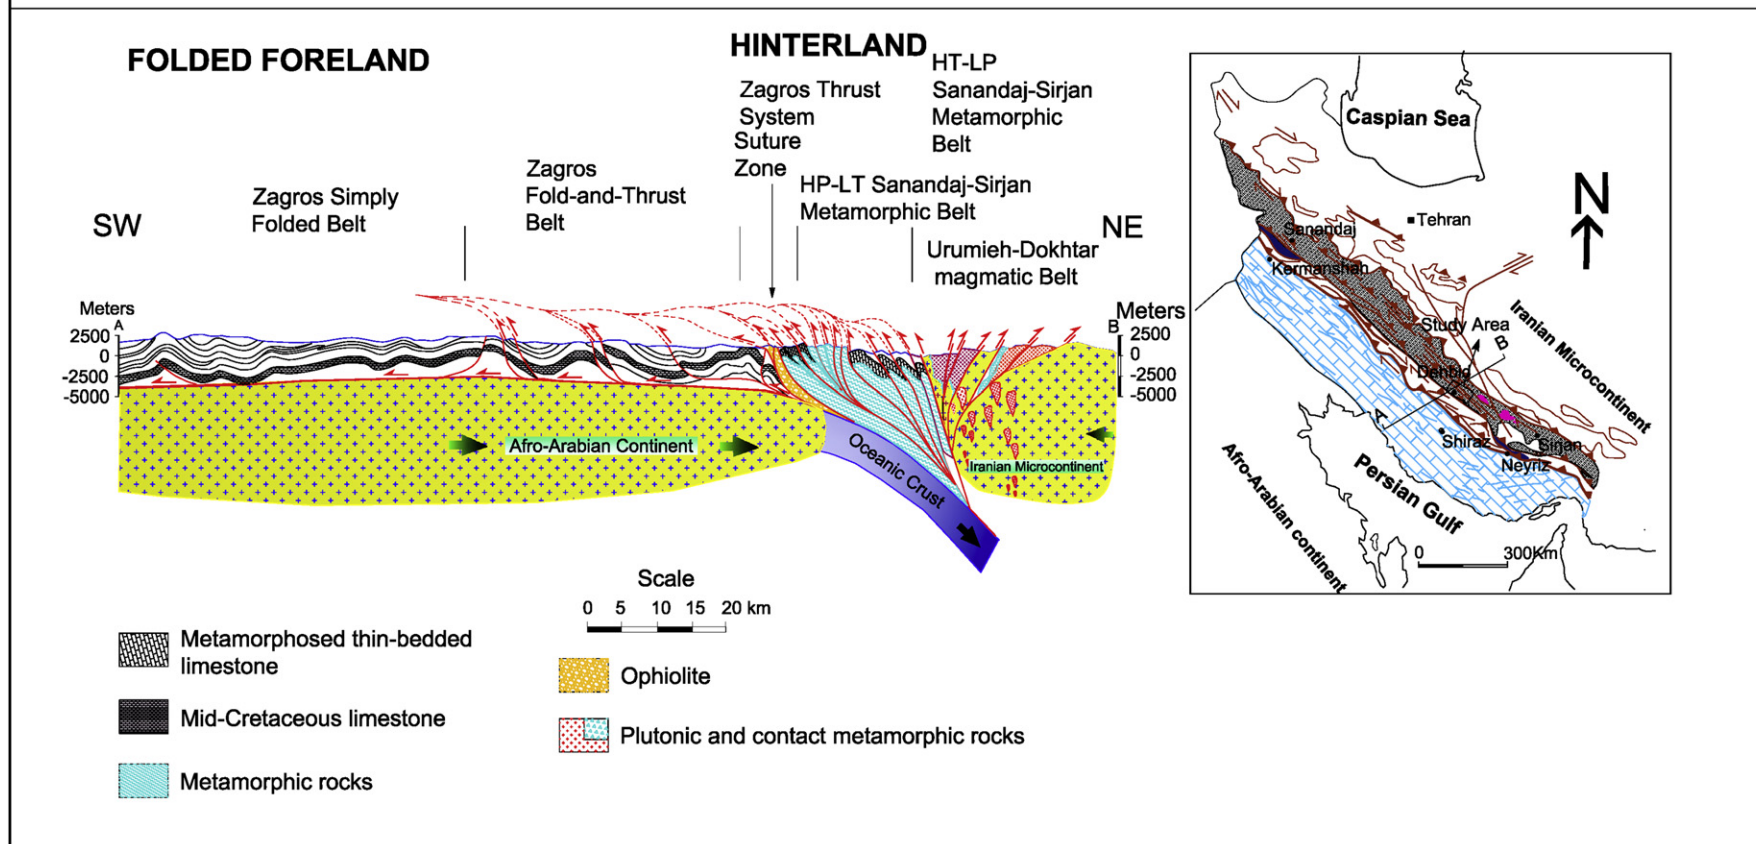 FOLDED FORELAND
HINTERLAND
HT-LP
Sanandaj-Sirjan
Metamorphic
Belt
Zagros Thrust
System
Suture
Zone
Zagros
Fold-and-Thrust
Belt
Zagros Simply
Folded Belt
HP-LT Sanandaj-Sirjan
Metamorphic Belt
SW
NE
Urumieh-Dokhtar
magmatic Belt
Meters
A
2500
0
-2500
-5000
Meters
B
2500
0
-2500
-5000
Afro-Arabian Continent
Oceanic Crust
Iranian Microcontinent
Scale
0 5 10 15 20 km
Metamorphosed thin-bedded
limestone
Mid-Cretaceous limestone
Metamorphic rocks
Ophiolite
Plutonic and contact metamorphic rocks
Caspian Sea
N
Tehran
Sanandaj
Kermanshah
Iranian Microcontinent
Study Area
B
Dehbid
A
Shiraz
Sirjan
Neyriz
Persian Gulf
Afro-Arabian continent
0 300Km